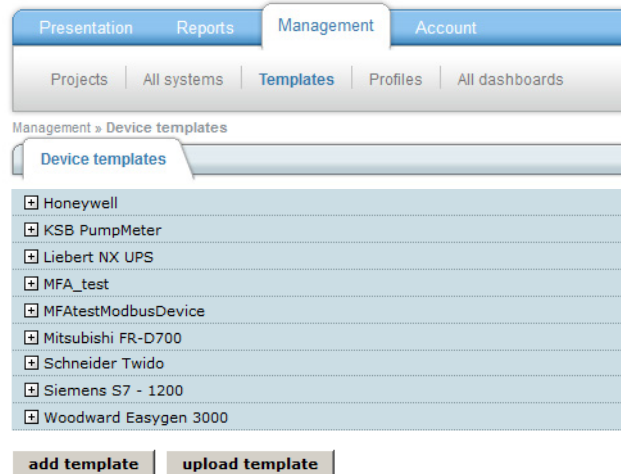 Presentation Reports Management Account
Projects All systems Templates Profiles All dashboards
Management » Device templates
Device templates
Honeywell
KSB PumpMeter
Liebert NX UPS
MFA_test
MFAtestModbusDevice
Mitsubishi FR-D700
Schneider Twido
Siemens S7 - 1200
Woodward Easygen 3000
add template upload template